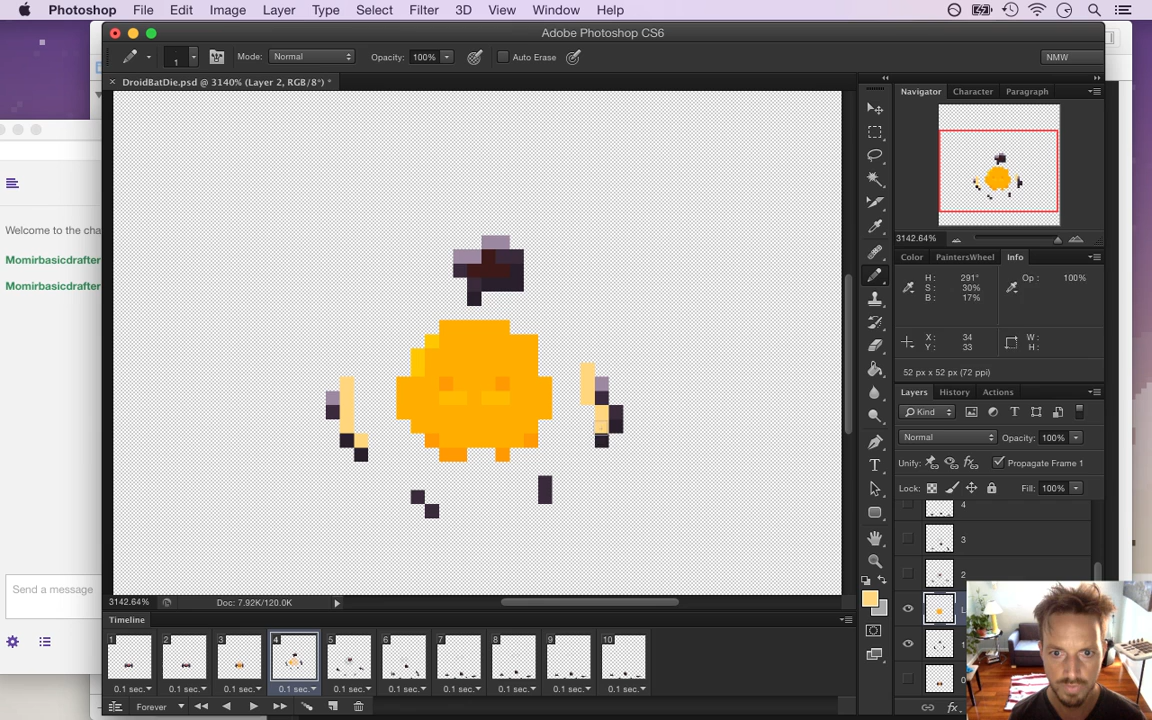 Photoshop File Edit Image Layer Type Select Filter 3D View Window Help
Adobe Photoshop CS6
1 Mode: Normal Opacity: 100% Auto Erase NMW
× DroidBatDie.psd @ 3140% (Layer 2, RGB/8*) *
Navigator Character Paragraph
3142.64%
Color PaintersWheel Info
H: 291° Op: 100%
S: 30%
B: 17%
X: 34 W:
Y: 33 H:
52 px x 52 px (72 ppi)
Layers History Actions
Kind
Normal Opacity: 100%
Unify: Propagate Frame 1
Lock: Fill: 100%
4
3
2
L
1
0
fx
Welcome to the cha
Momirbasicdrafter
Momirbasicdrafter
Send a message
3142.64% Doc: 7.92K/120.0K
Timeline
1 2 3 4 5 6 7 8 9 10
0.1 sec. 0.1 sec. 0.1 sec. 0.1 sec. 0.1 sec. 0.1 sec. 0.1 sec. 0.1 sec. 0.1 sec. 0.1 sec.
Forever